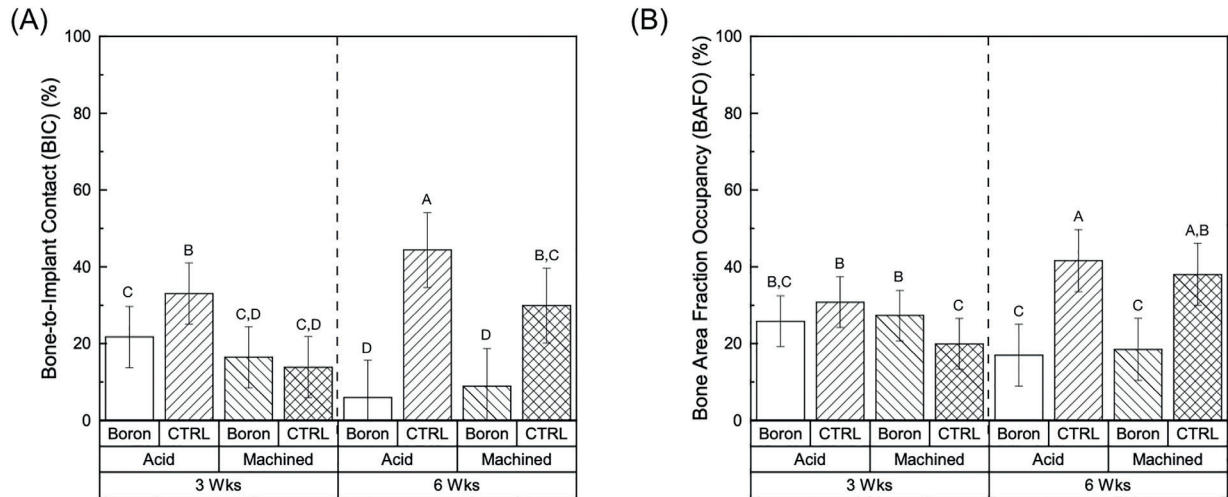 (A)
Bone-to-Implant Contact (BIC) (%)
100
80
60
40
20
0
C
B
C,D
C,D
D
A
D
B,C
Boron CTRL Boron CTRL Boron CTRL Boron CTRL
Acid Machined Acid Machined
3 Wks 6 Wks
(B)
Bone Area Fraction Occupancy (BAFO) (%)
100
80
60
40
20
0
B,C
B
B
C
C
A
C
A,B
Boron CTRL Boron CTRL Boron CTRL Boron CTRL
Acid Machined Acid Machined
3 Wks 6 Wks